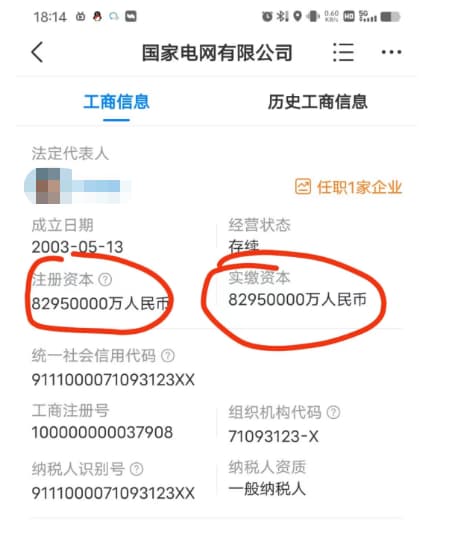 18:14
0.60 KB/S HD 5G
国家电网有限公司
工商信息 历史工商信息
法定代表人
任职1家企业
成立日期 经营状态
2003-05-13 存续
注册资本 实缴资本
82950000万人民币 82950000万人民币
统一社会信用代码
9111000071093123XX
工商注册号 组织机构代码
100000000037908 71093123-X
纳税人识别号 纳税人资质
9111000071093123XX 一般纳税人